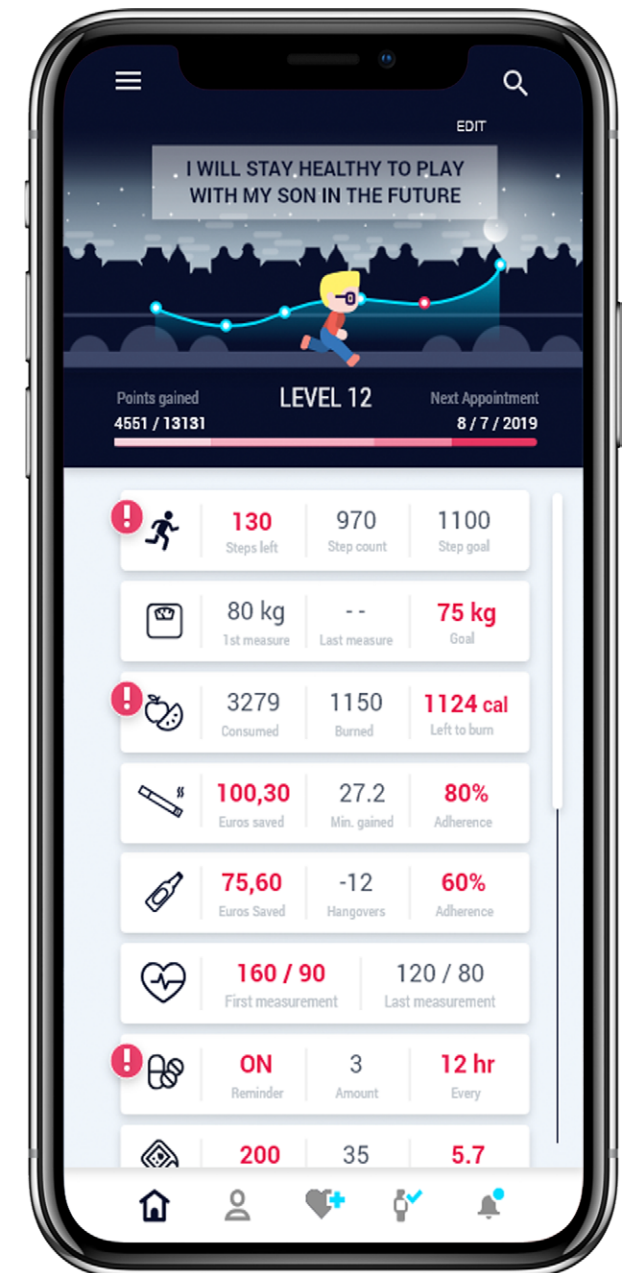 EDIT
I WILL STAY HEALTHY TO PLAY
WITH MY SON IN THE FUTURE
Points gained LEVEL 12 Next Appointment
4551 / 13131 8 / 7 / 2019
130 970 1100
Steps left Step count Step goal
80 kg - - 75 kg
1st measure Last measure Goal
3279 1150 1124 cal
Consumed Burned Left to burn
100,30 27.2 80%
Euros saved Min. gained Adherence
75,60 -12 60%
Euros Saved Hangovers Adherence
160 / 90 120 / 80
First measurement Last measurement
ON 3 12 hr
Reminder Amount Every
200 35 5.7